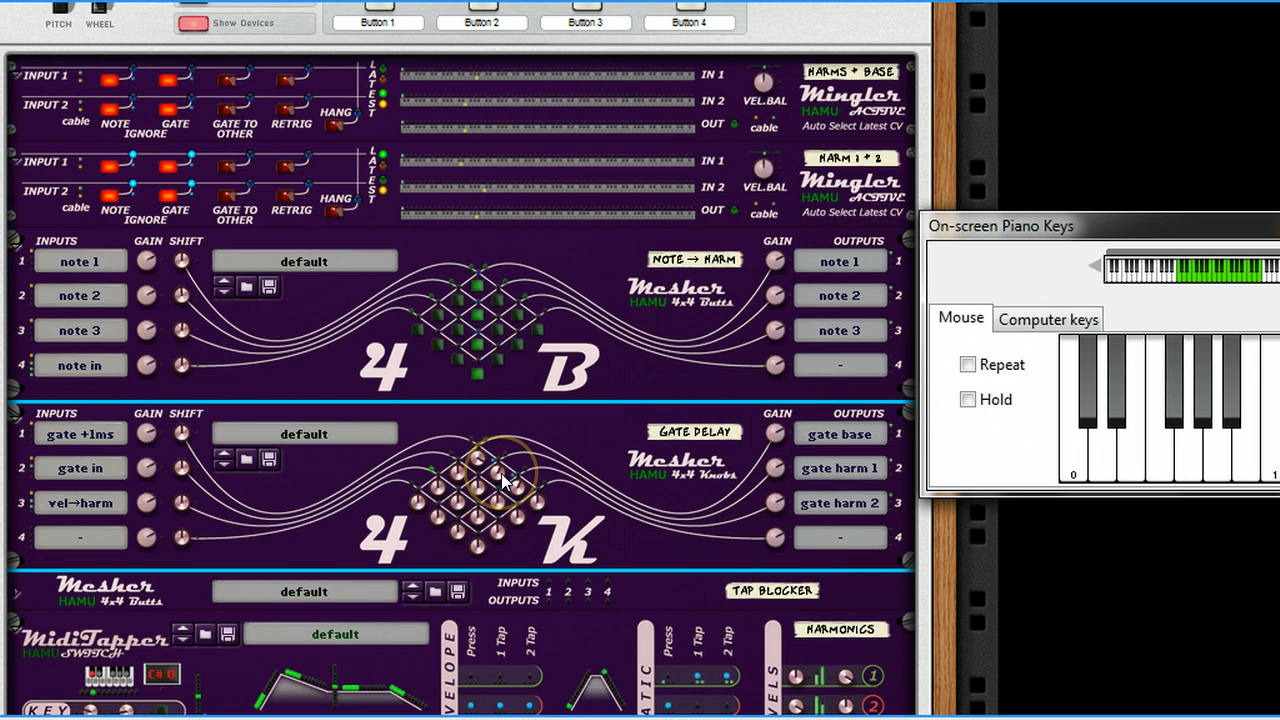 PITCH WHEEL
Show Devices
Button 1 Button 2 Button 3 Button 4
INPUT 1
INPUT 2
cable
NOTE GATE GATE TO RETRIG HANG
IGNORE OTHER
LATEST
IN 1
IN 2
OUT
VEL.BAL
cable
HARMS + BASE
Mingler
HAMU ACTIVE
Auto Select Latest CV
INPUT 1
INPUT 2
cable
NOTE GATE GATE TO RETRIG HANG
IGNORE OTHER
LATEST
IN 1
IN 2
OUT
VEL.BAL
cable
HARM 1 + 2
Mingler
HAMU ACTIVE
Auto Select Latest CV
INPUTS GAIN SHIFT GAIN OUTPUTS
1 note 1 default NOTE → HARM note 1 1
2 note 2 note 2 2
Mesher
HAMU 4x4 Butts
3 note 3 note 3 3
4 note in 4 B - 4
INPUTS GAIN SHIFT GAIN OUTPUTS
1 gate +1ms default GATE DELAY gate base 1
2 gate in gate harm 1 2
Mesher
HAMU 4x4 Knobs
3 vel→harm gate harm 2 3
4 - 4 K - 4
Mesher
HAMU 4x4 Butts
default
INPUTS
OUTPUTS
1 2 3 4
TAP BLOCKER
MidiTapper
HAMU SWITCH
default
HARMONICS
C# 0
KEY
VELOPE
Press
1 Tap
2 Tap
ATIC
Press
1 Tap
2 Tap
VELS
1
2
On-screen Piano Keys
Mouse Computer keys
Repeat
Hold
0 1